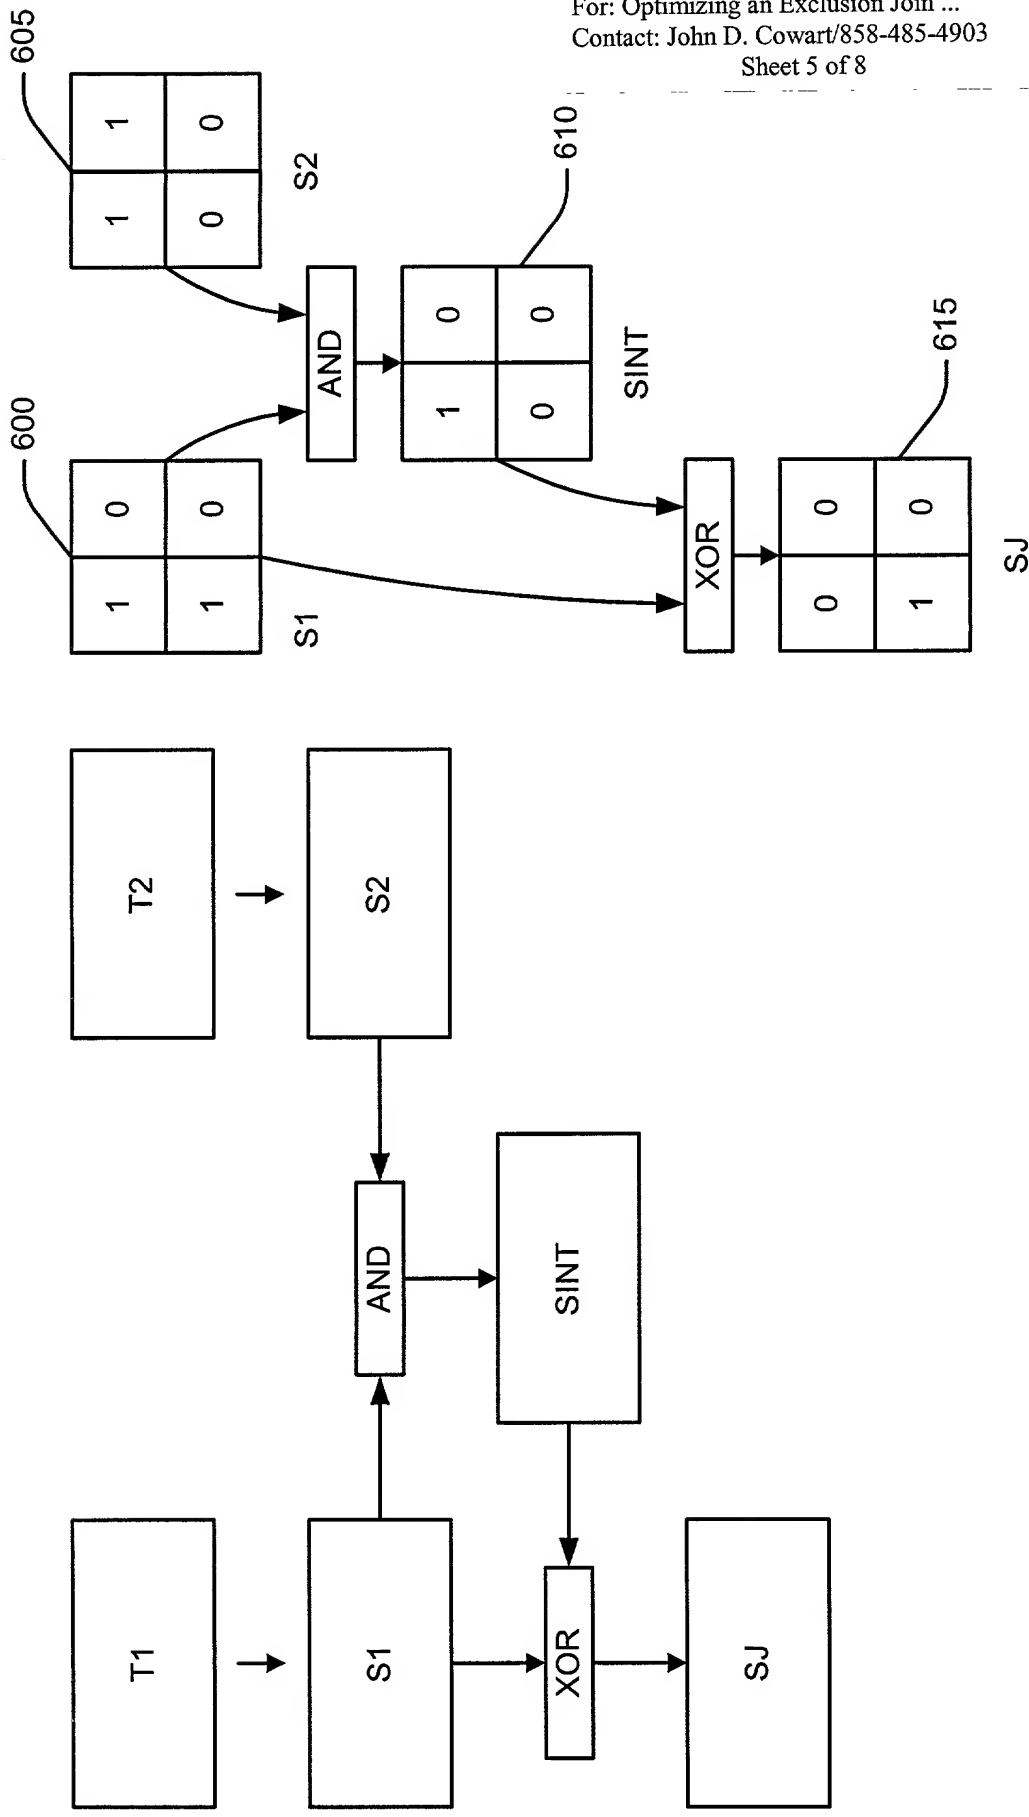 For: Optimizing an Exclusion Join ...
Contact: John D. Cowart/858-485-4903
Sheet 5 of 8
T1
T2
S1
S2
AND
SINT
XOR
SJ
600
1 0
1 0
S1
605
1 1
0 0
S2
AND
610
1 0
0 0
SINT
XOR
615
0 0
1 0
SJ